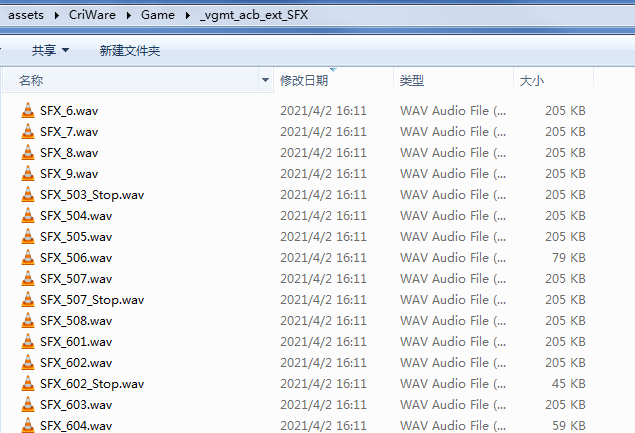 assets ▸ CriWare ▸ Game ▸ _vgmt_acb_ext_SFX
共享 新建文件夹
名称 修改日期 类型 大小
SFX_6.wav 2021/4/2 16:11 WAV Audio File (... 205 KB
SFX_7.wav 2021/4/2 16:11 WAV Audio File (... 205 KB
SFX_8.wav 2021/4/2 16:11 WAV Audio File (... 205 KB
SFX_9.wav 2021/4/2 16:11 WAV Audio File (... 205 KB
SFX_503_Stop.wav 2021/4/2 16:11 WAV Audio File (... 205 KB
SFX_504.wav 2021/4/2 16:11 WAV Audio File (... 205 KB
SFX_505.wav 2021/4/2 16:11 WAV Audio File (... 205 KB
SFX_506.wav 2021/4/2 16:11 WAV Audio File (... 79 KB
SFX_507.wav 2021/4/2 16:11 WAV Audio File (... 205 KB
SFX_507_Stop.wav 2021/4/2 16:11 WAV Audio File (... 205 KB
SFX_508.wav 2021/4/2 16:11 WAV Audio File (... 205 KB
SFX_601.wav 2021/4/2 16:11 WAV Audio File (... 205 KB
SFX_602.wav 2021/4/2 16:11 WAV Audio File (... 205 KB
SFX_602_Stop.wav 2021/4/2 16:11 WAV Audio File (... 45 KB
SFX_603.wav 2021/4/2 16:11 WAV Audio File (... 205 KB
SFX_604.wav 2021/4/2 16:11 WAV Audio File (... 59 KB